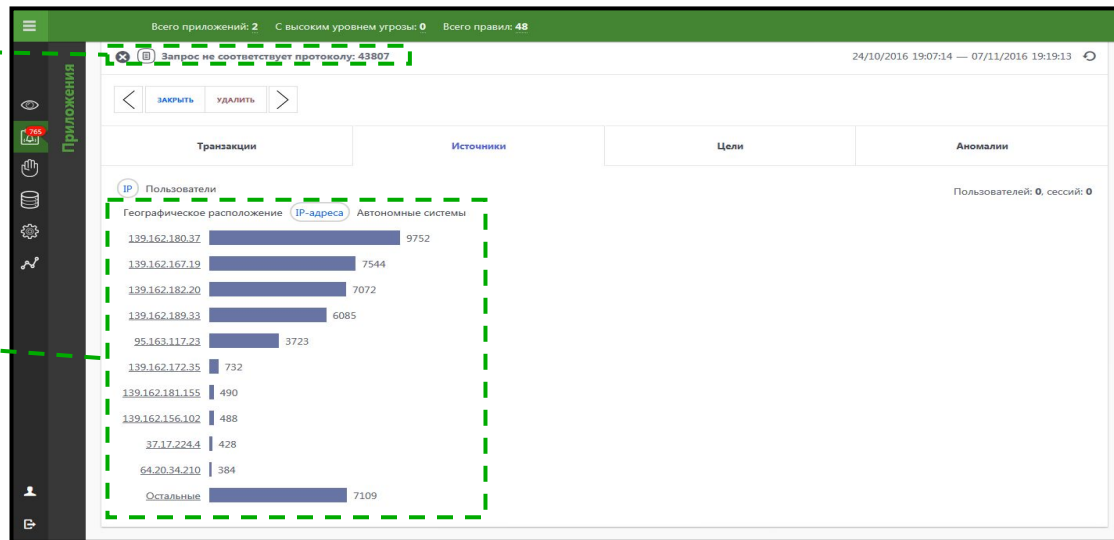 Всего приложений: 2 С высоким уровнем угрозы: 0 Всего правил: 48
Приложения
Запрос не соответствует протоколу: 43807
24/10/2016 19:07:14 — 07/11/2016 19:19:13
765
ЗАКРЫТЬ УДАЛИТЬ
Транзакции Источники Цели Аномалии
IP Пользователи
Пользователей: 0, сессий: 0
Географическое расположение IP-адреса Автономные системы
139.162.180.37 9752
139.162.167.19 7544
139.162.182.20 7072
139.162.189.33 6085
95.163.117.23 3723
139.162.172.35 732
139.162.181.155 490
139.162.156.102 488
37.17.224.4 428
64.20.34.210 384
Остальные 7109